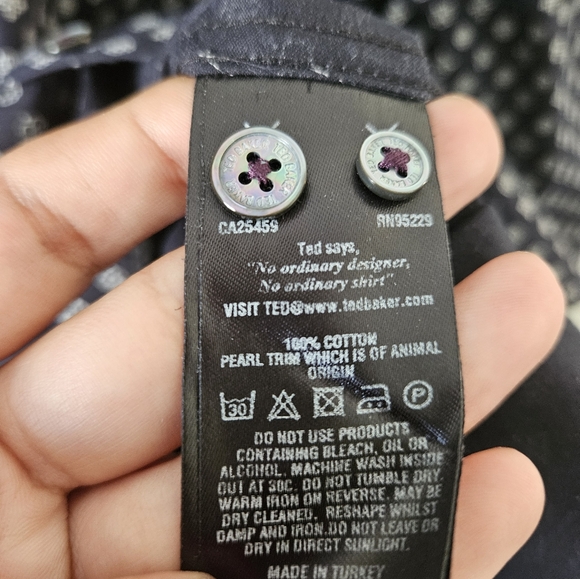 CA25459 RN95229
Ted says,
"No ordinary designer,
No ordinary shirt".
VISIT TED@www.tedbaker.com
100% COTTON
PEARL TRIM WHICH IS OF ANIMAL
ORIGIN
30 P
DO NOT USE PRODUCTS
CONTAINING BLEACH, OIL OR
ALCOHOL. MACHINE WASH INSIDE
OUT AT 30C. DO NOT TUMBLE DRY.
WARM IRON ON REVERSE. MAY BE
DRY CLEANED. RESHAPE WHILST
DAMP AND IRON.DO NOT LEAVE OR
DRY IN DIRECT SUNLIGHT.
MADE IN TURKEY